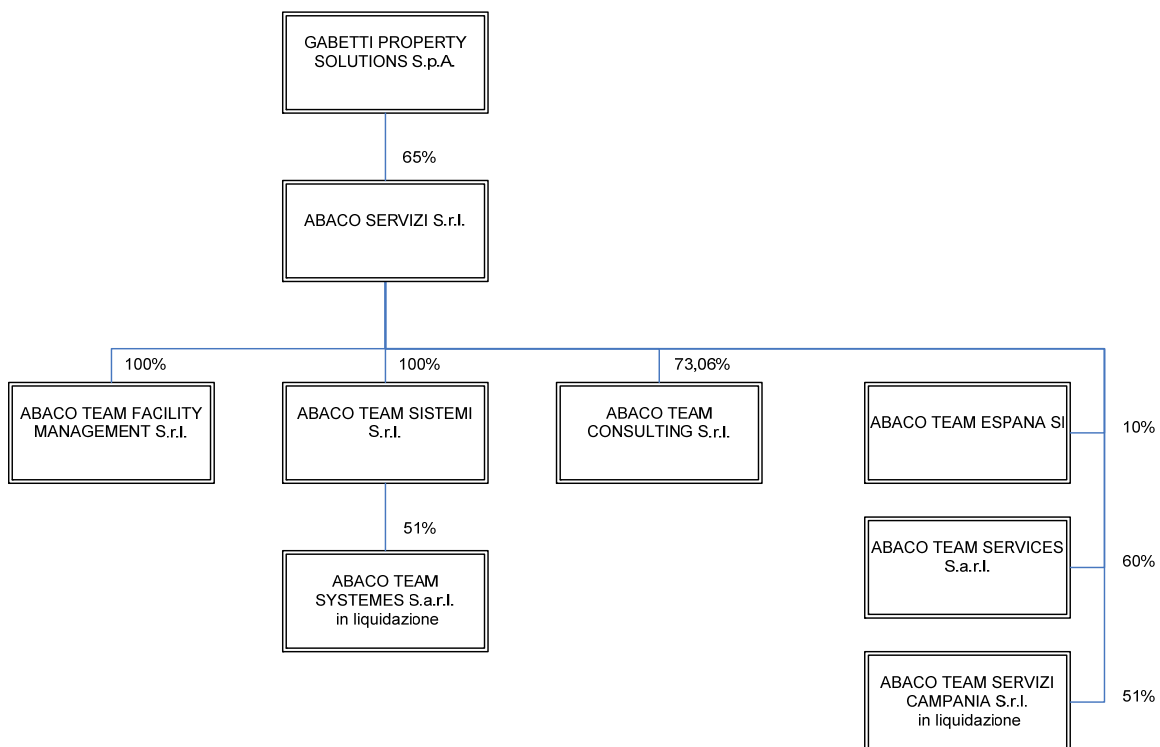 GABETTI PROPERTY
SOLUTIONS S.p.A.
65%
ABACO SERVIZI S.r.l.
100%
100%
73,06%
ABACO TEAM FACILITY
MANAGEMENT S.r.l.
ABACO TEAM SISTEMI
S.r.l.
ABACO TEAM
CONSULTING S.r.l.
ABACO TEAM ESPANA Sl
10%
51%
ABACO TEAM SERVICES
S.a.r.l.
60%
ABACO TEAM
SYSTEMES S.a.r.l.
in liquidazione
ABACO TEAM SERVIZI
CAMPANIA S.r.l.
in liquidazione
51%